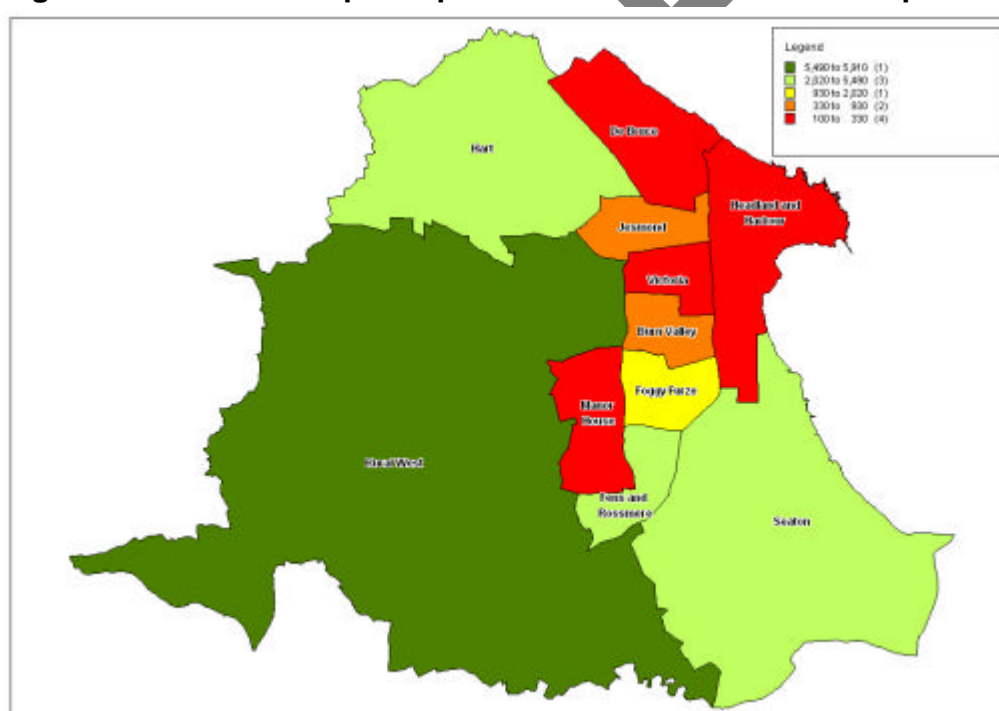 Legend
5,490 to 5,910 (1)
2,020 to 5,490 (3)
930 to 2,020 (1)
330 to 930 (2)
100 to 330 (4)
Hart
De Bruce
Headland and
Harbour
Jesmond
Victoria
Burn Valley
Foggy Furze
Manor
House
Rural West
Fens and
Rossmere
Seaton